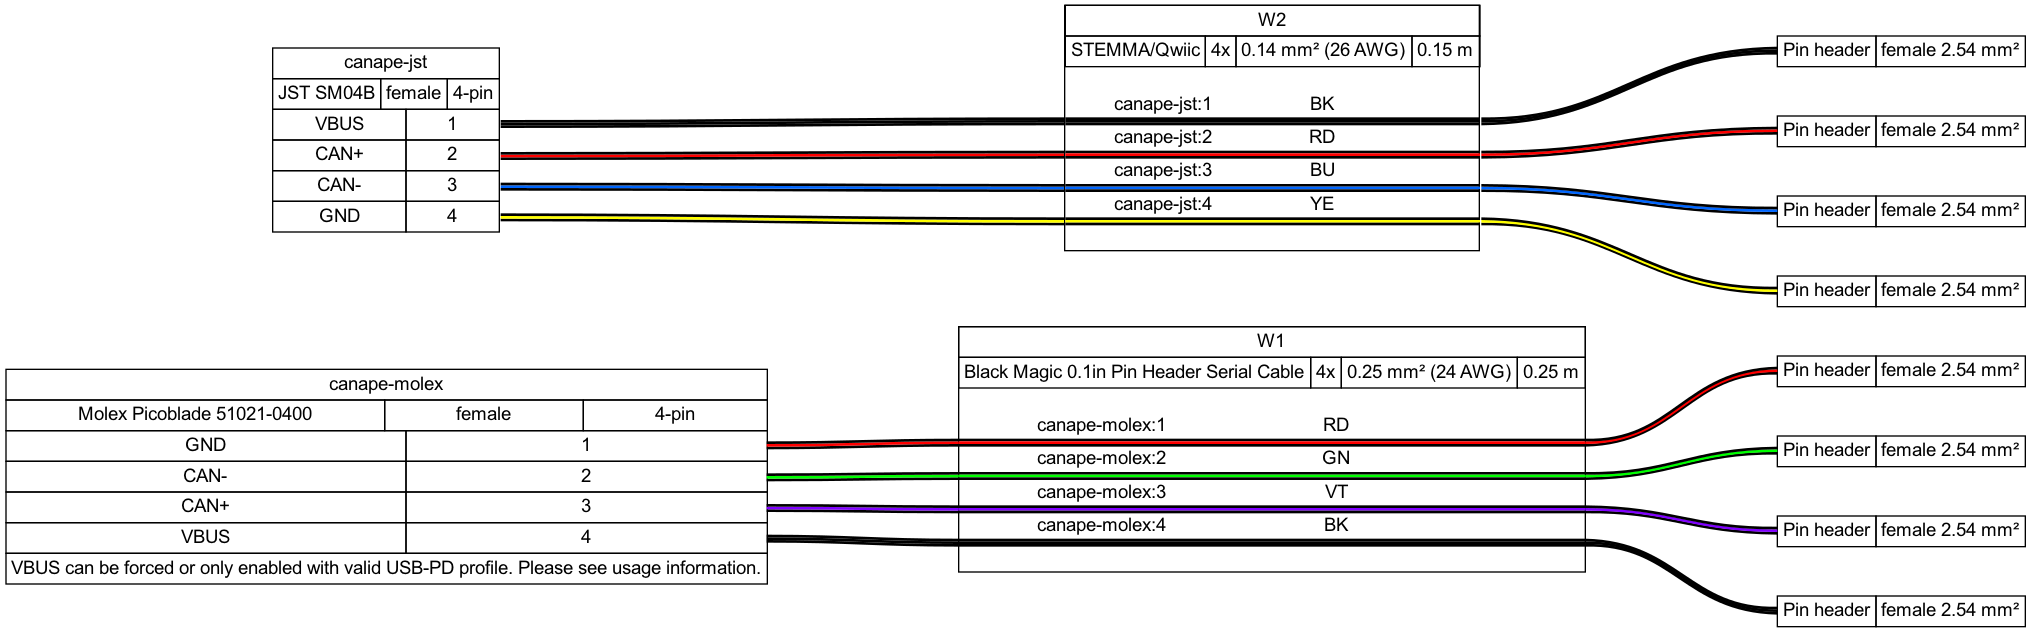 canape-jst
JST SM04B female 4-pin
VBUS 1
CAN+ 2
CAN- 3
GND 4
W2
STEMMA/Qwiic 4x 0.14 mm² (26 AWG) 0.15 m
canape-jst:1 BK
canape-jst:2 RD
canape-jst:3 BU
canape-jst:4 YE
Pin header female 2.54 mm²
Pin header female 2.54 mm²
Pin header female 2.54 mm²
Pin header female 2.54 mm²
canape-molex
Molex Picoblade 51021-0400 female 4-pin
GND 1
CAN- 2
CAN+ 3
VBUS 4
VBUS can be forced or only enabled with valid USB-PD profile. Please see usage information.
W1
Black Magic 0.1in Pin Header Serial Cable 4x 0.25 mm² (24 AWG) 0.25 m
canape-molex:1 RD
canape-molex:2 GN
canape-molex:3 VT
canape-molex:4 BK
Pin header female 2.54 mm²
Pin header female 2.54 mm²
Pin header female 2.54 mm²
Pin header female 2.54 mm²